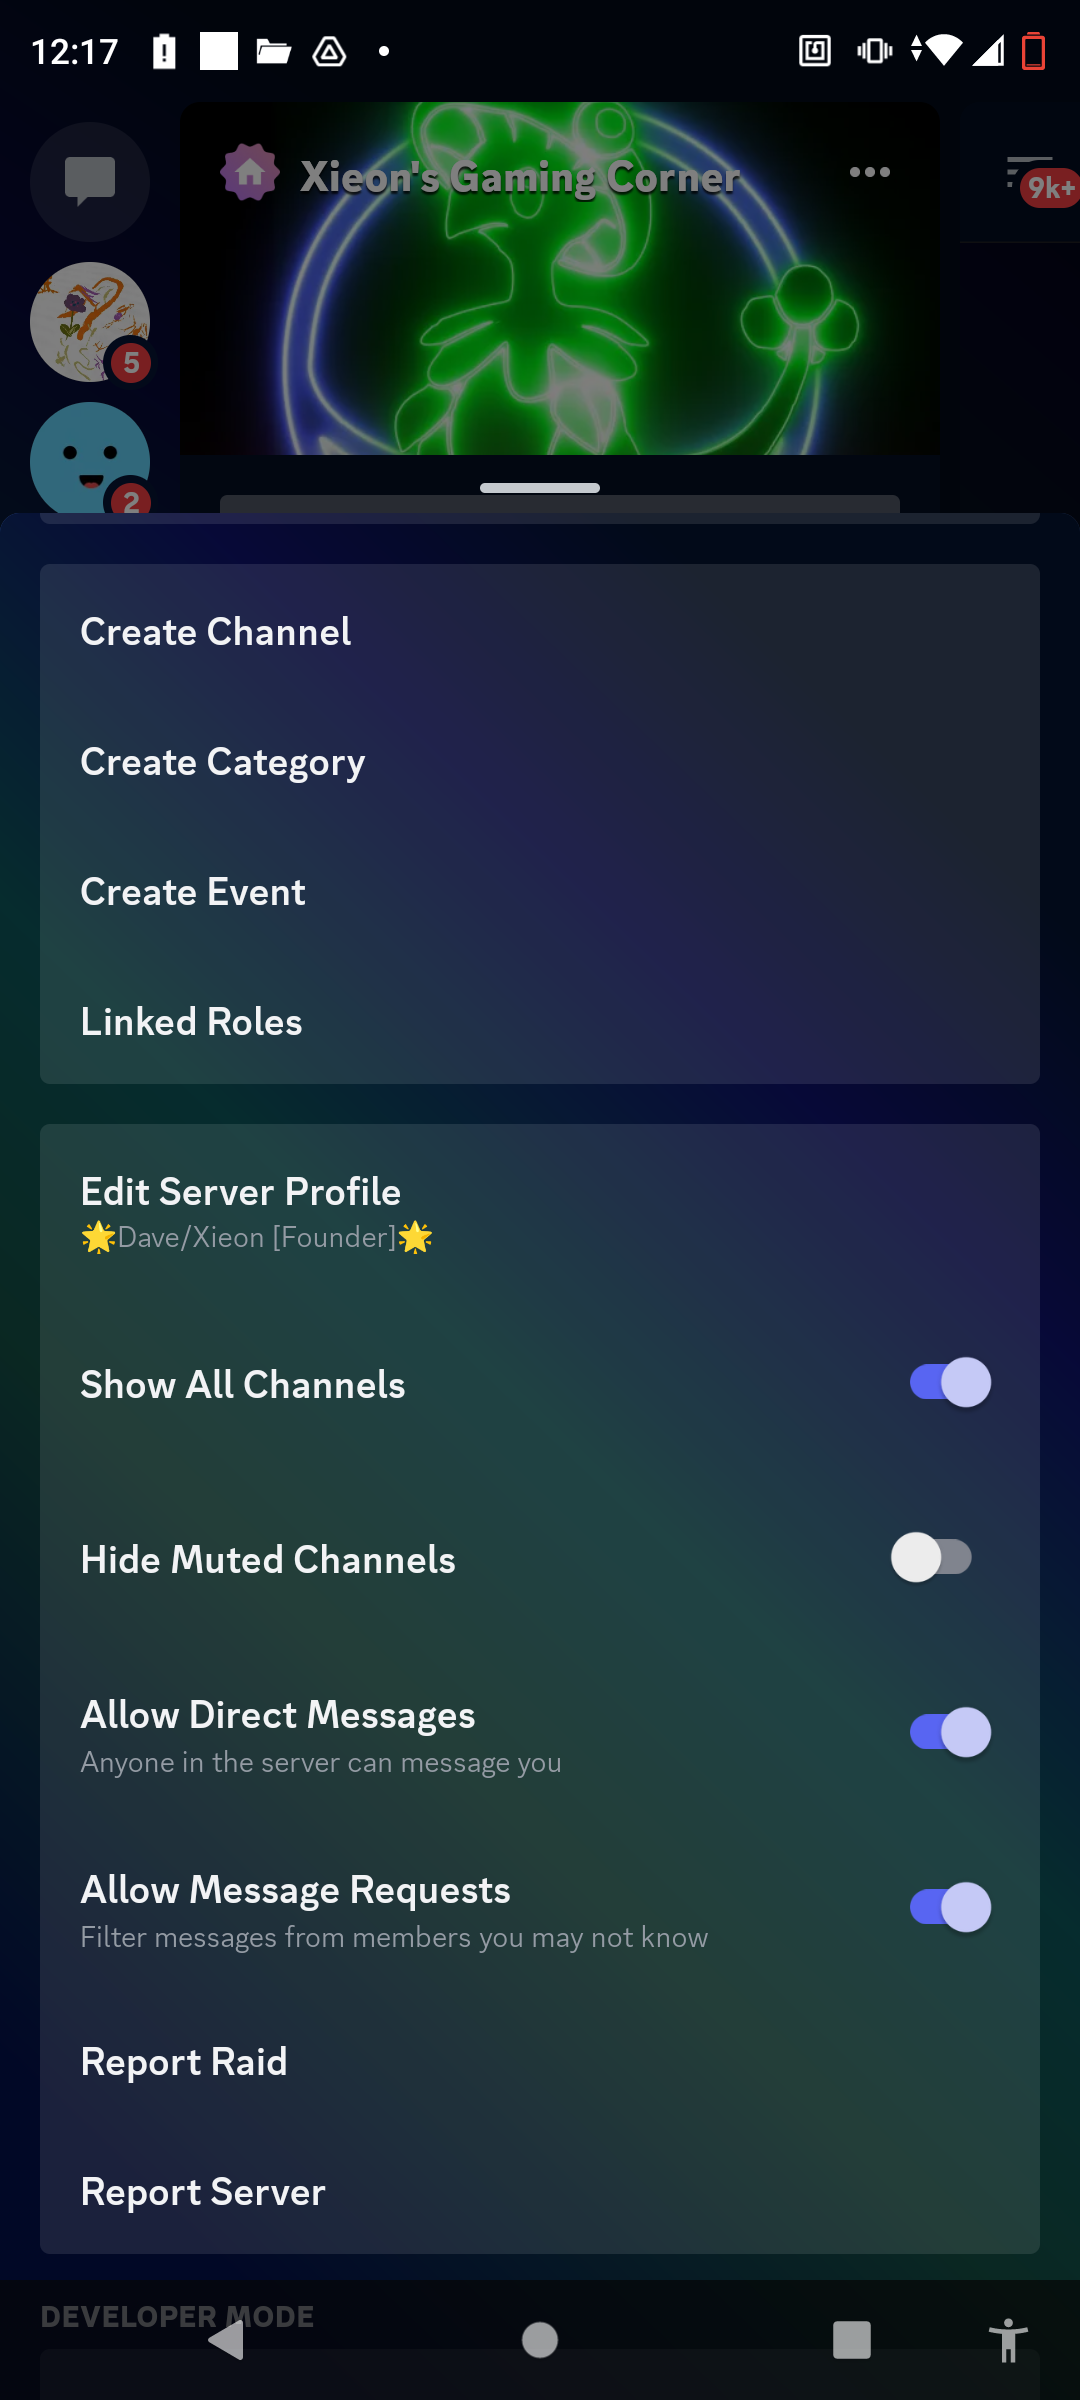 12:17
Xieon's Gaming Corner
9k+
5
2
Create Channel
Create Category
Create Event
Linked Roles
Edit Server Profile
🌟Dave/Xieon [Founder]🌟
Show All Channels
Hide Muted Channels
Allow Direct Messages
Anyone in the server can message you
Allow Message Requests
Filter messages from members you may not know
Report Raid
Report Server
DEVELOPER MODE